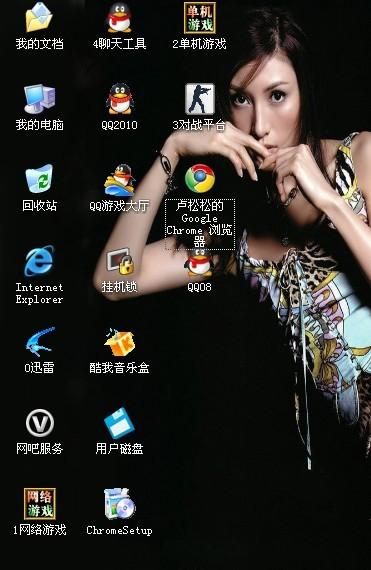 单机
游戏
我的文档
4聊天工具
2单机游戏
我的电脑
QQ2010
3对战平台
回收站
QQ游戏大厅
卢松松的
Google
Chrome 浏览
器
Internet
Explorer
挂机锁
QQ08
0迅雷
酷我音乐盒
网吧服务
用户磁盘
网络
游戏
1网络游戏
ChromeSetup